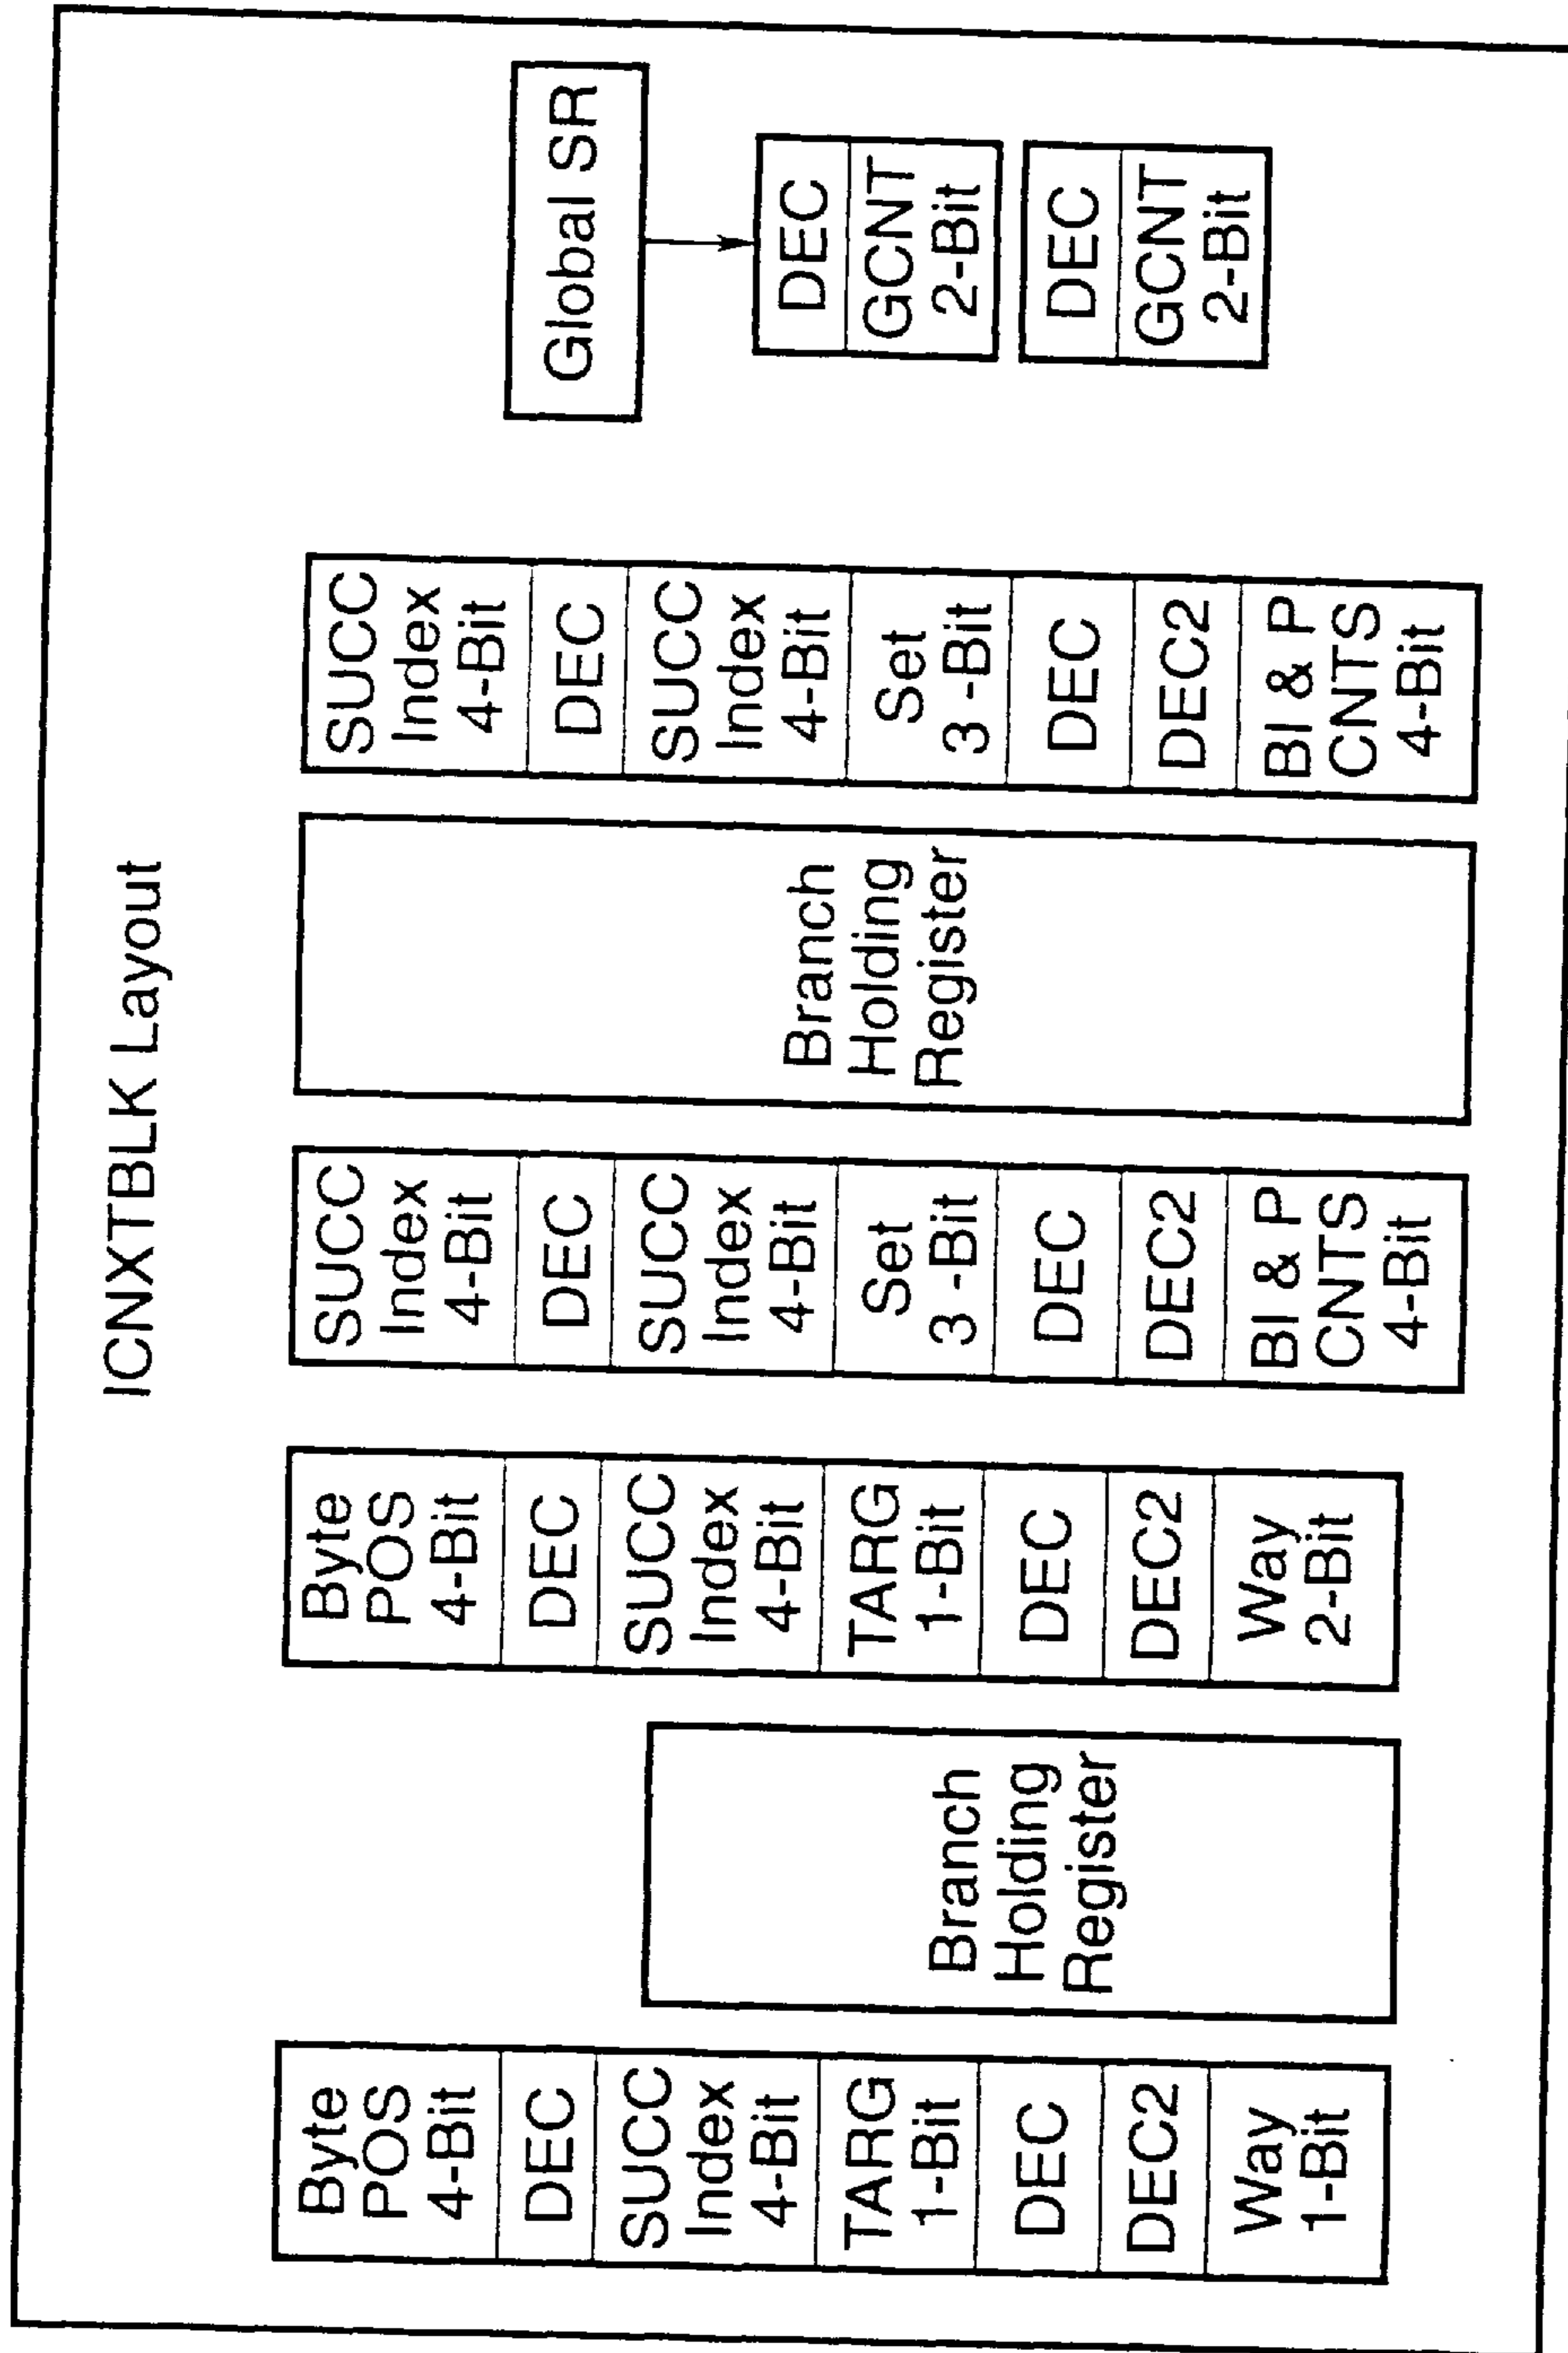 ICNXTBLK Layout
Byte
POS
4-Bit
DEC
SUCC
Index
4-Bit
TARG
1-Bit
DEC
DEC2
Way
1-Bit
Branch
Holding
Register
Byte
POS
4-Bit
DEC
SUCC
Index
4-Bit
TARG
1-Bit
DEC
DEC2
Way
2-Bit
SUCC
Index
4-Bit
DEC
SUCC
Index
4-Bit
Set
3 -Bit
DEC
DEC2
BI & P
CNTS
4-Bit
Branch
Holding
Register
SUCC
Index
4-Bit
DEC
SUCC
Index
4-Bit
Set
3 -Bit
DEC
DEC2
BI & P
CNTS
4-Bit
Global SR
DEC
GCNT
2-Bit
DEC
GCNT
2-Bit